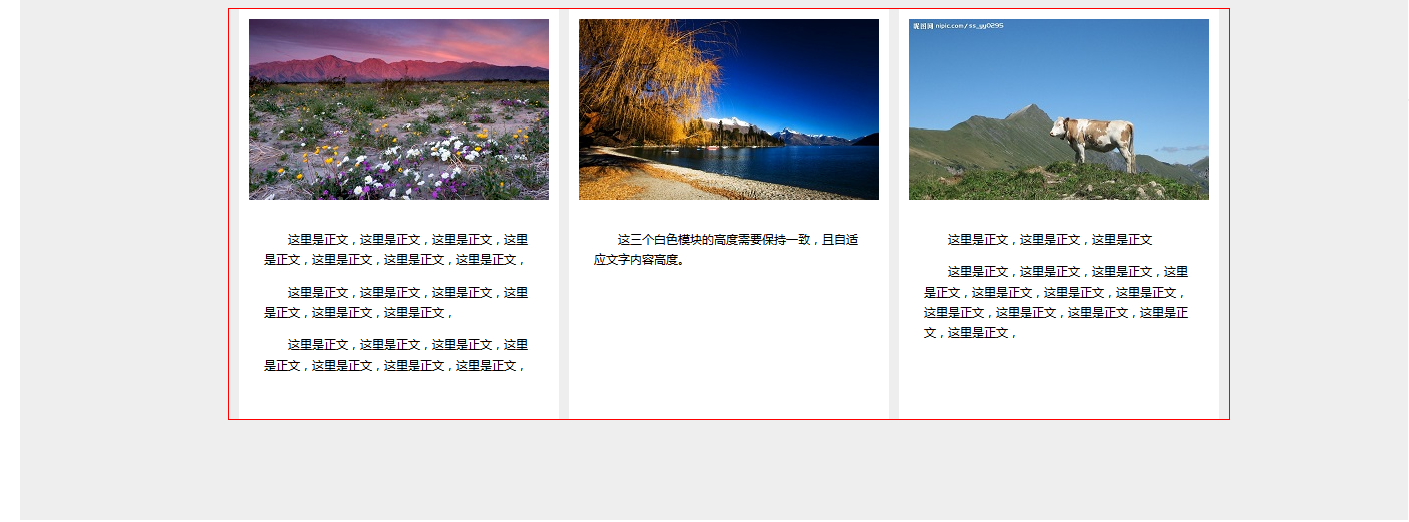 昵图网 nipic.com/ss_yy0295
这里是正文，这里是正文，这里是正文，这里
是正文，这里是正文，这里是正文，这里是正文，
这里是正文，这里是正文，这里是正文，这里
是正文，这里是正文，这里是正文，
这里是正文，这里是正文，这里是正文，这里
是正文，这里是正文，这里是正文，这里是正文，
这三个白色模块的高度需要保持一致，且自适
应文字内容高度。
这里是正文，这里是正文，这里是正文
这里是正文，这里是正文，这里是正文，这里
是正文，这里是正文，这里是正文，这里是正文，
这里是正文，这里是正文，这里是正文，这里是正
文，这里是正文，